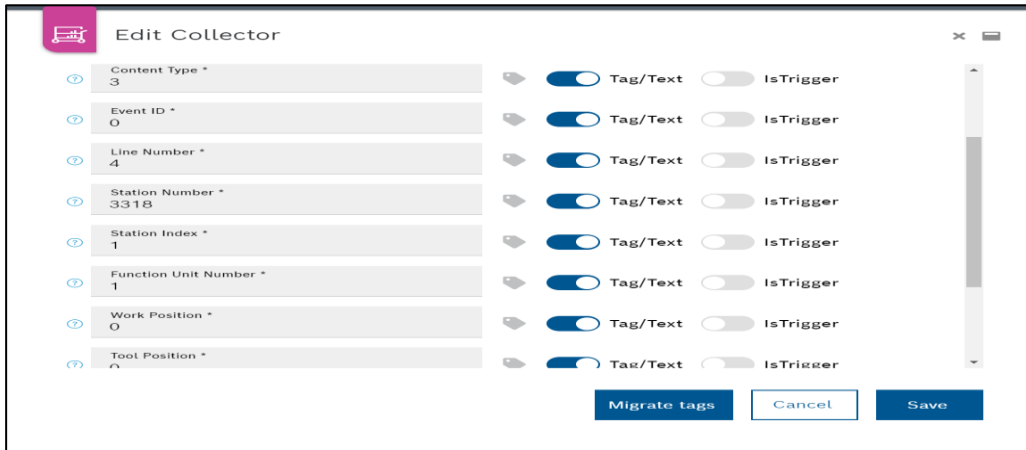 Edit Collector
Content Type *
3
Tag/Text IsTrigger
Event ID *
0
Tag/Text IsTrigger
Line Number *
4
Tag/Text IsTrigger
Station Number *
3318
Tag/Text IsTrigger
Station Index *
1
Tag/Text IsTrigger
Function Unit Number *
1
Tag/Text IsTrigger
Work Position *
0
Tag/Text IsTrigger
Tool Position *
Tag/Text IsTrigger
Migrate tags Cancel Save